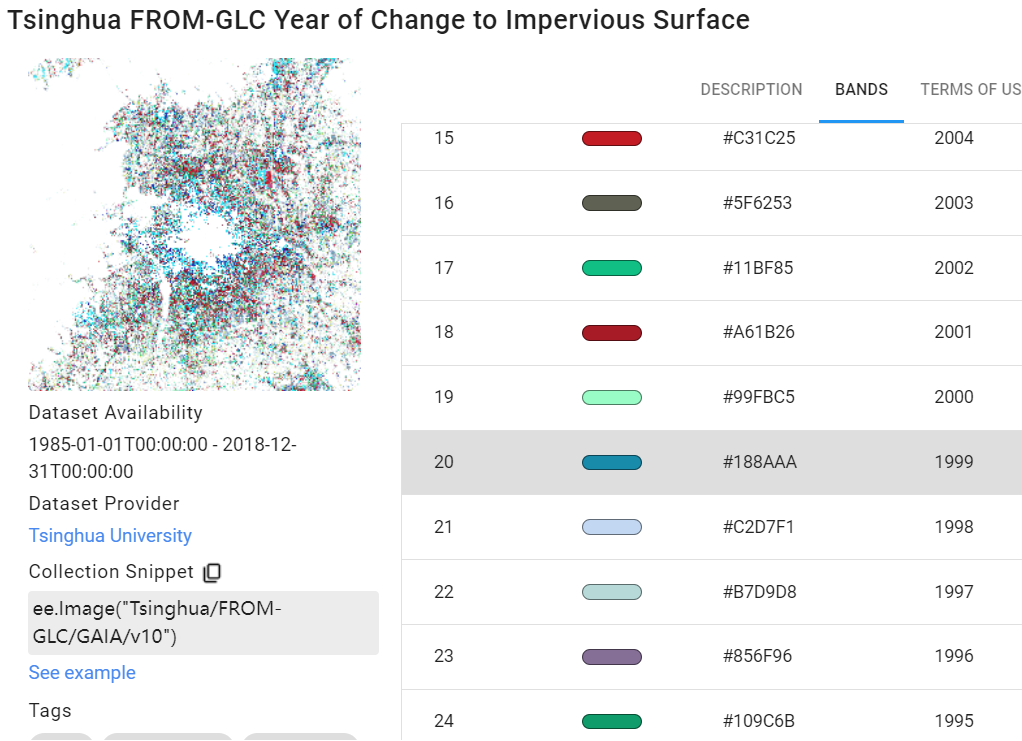 Tsinghua FROM-GLC Year of Change to Impervious Surface
DESCRIPTION BANDS TERMS OF US
15 #C31C25 2004
16 #5F6253 2003
17 #11BF85 2002
18 #A61B26 2001
19 #99FBC5 2000
20 #188AAA 1999
21 #C2D7F1 1998
22 #B7D9D8 1997
23 #856F96 1996
24 #109C6B 1995
Dataset Availability
1985-01-01T00:00:00 - 2018-12-
31T00:00:00
Dataset Provider
Tsinghua University
Collection Snippet
ee.Image("Tsinghua/FROM-
GLC/GAIA/v10")
See example
Tags